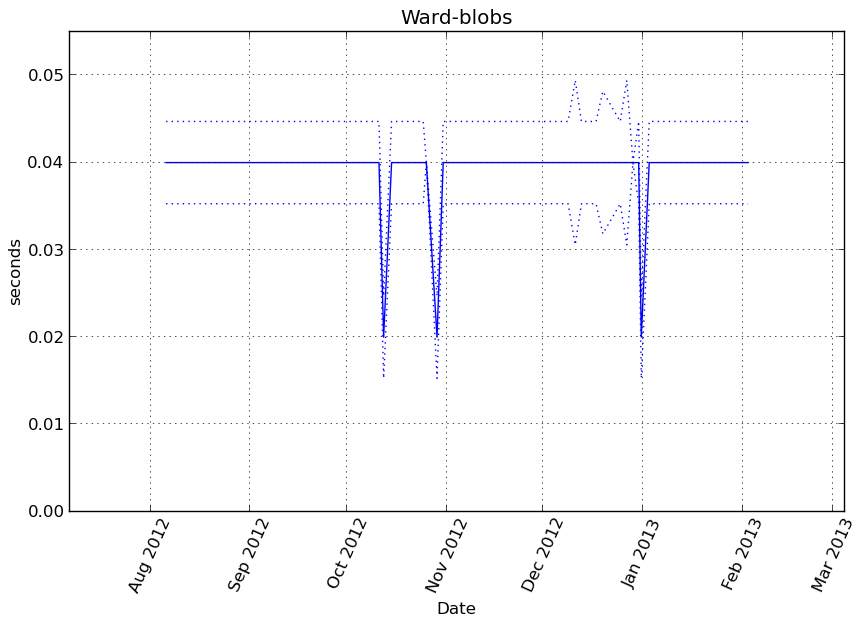 Ward-blobs
0.05
0.04
0.03
0.02
0.01
0.00
seconds
Aug 2012
Sep 2012
Oct 2012
Nov 2012
Dec 2012
Jan 2013
Feb 2013
Mar 2013
Date